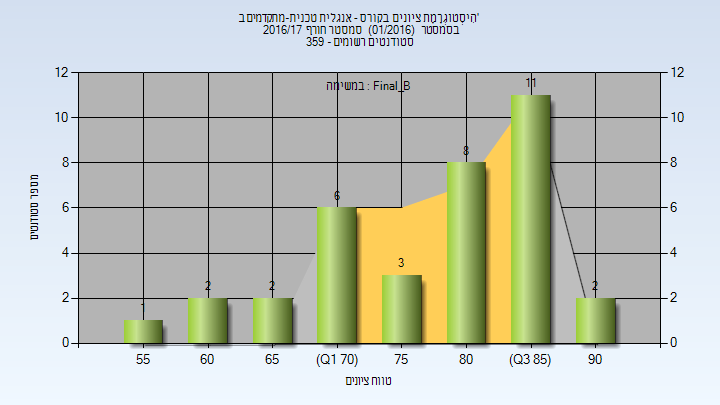 היסטוגרמת ציונים בקורס - אנגלית טכנית-מתקדמים ב'
בסמסטר (01/2016) סמסטר חורף 2016/17
סטודנטים רשומים - 359
במשימה : Final_B
מספר סטודנטים
12 10 8 6 4 2 0
1 2 2 6 3 8 11 2
12 10 8 6 4 2 0
55 60 65 (Q1 70) 75 80 (Q3 85) 90
טווח ציונים